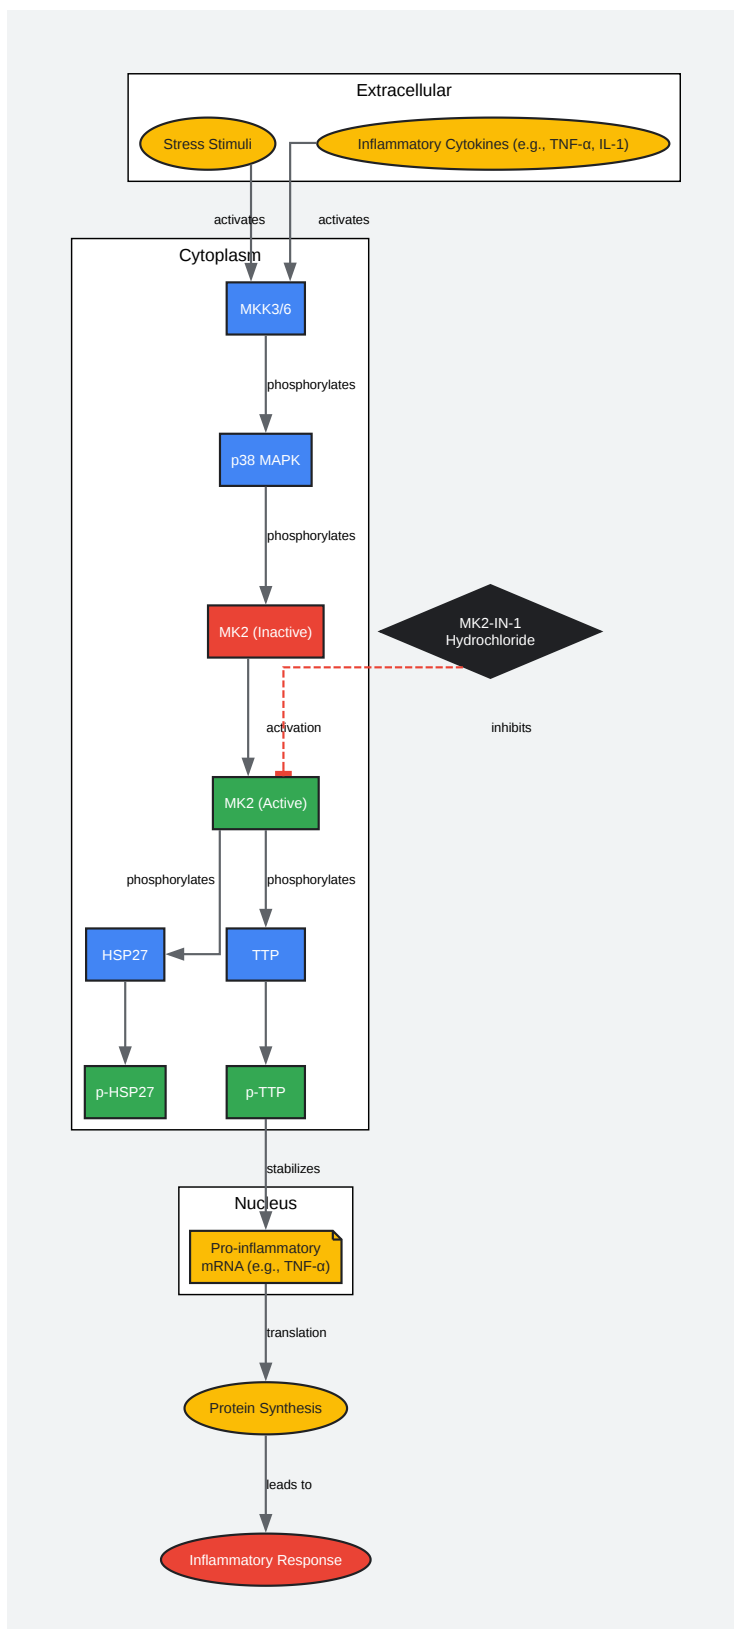 Extracellular
Stress Stimuli
Inflammatory Cytokines (e.g., TNF-α, IL-1)
activates
activates
Cytoplasm
MKK3/6
phosphorylates
p38 MAPK
phosphorylates
MK2 (Inactive)
MK2-IN-1
Hydrochloride
activation
inhibits
MK2 (Active)
phosphorylates
phosphorylates
HSP27
TTP
p-HSP27
p-TTP
stabilizes
Nucleus
Pro-inflammatory
mRNA (e.g., TNF-α)
translation
Protein Synthesis
leads to
Inflammatory Response